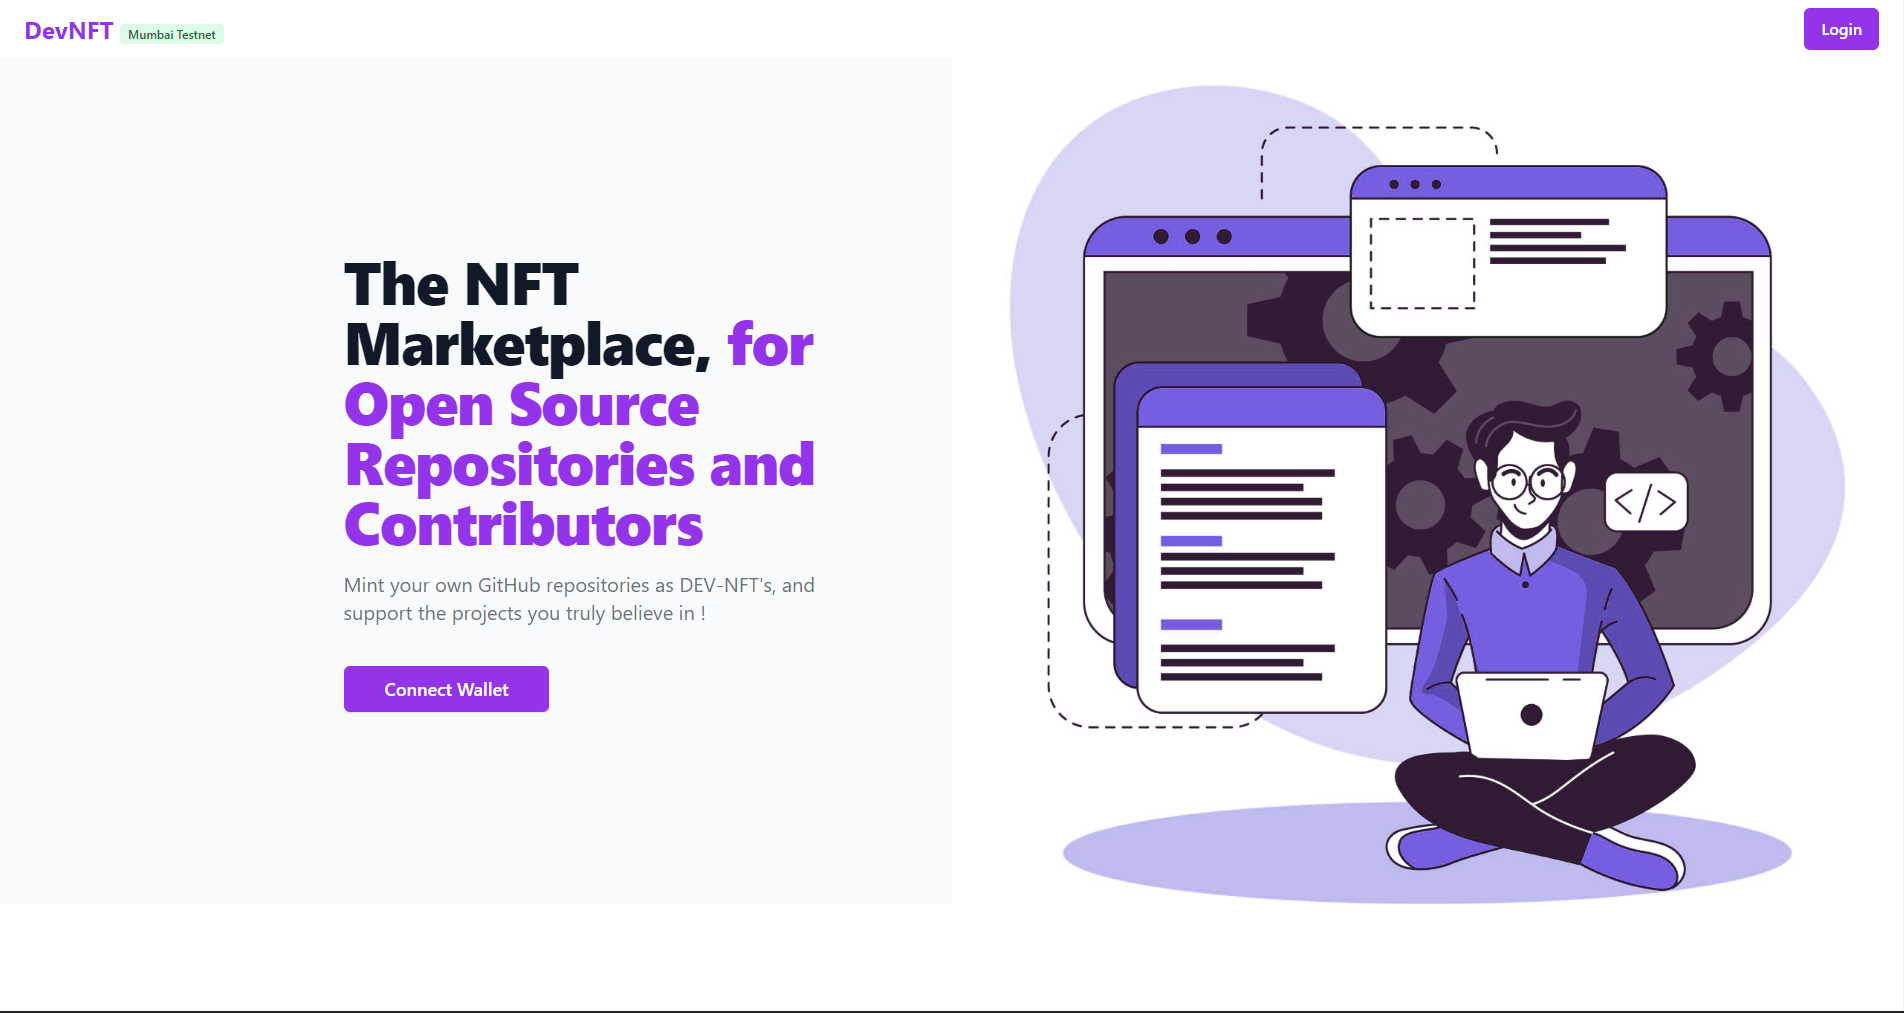 DevNFT Mumbai Testnet
Login
The NFT
Marketplace, for
Open Source
Repositories and
Contributors
Mint your own GitHub repositories as DEV-NFT's, and
support the projects you truly believe in !
Connect Wallet
</>